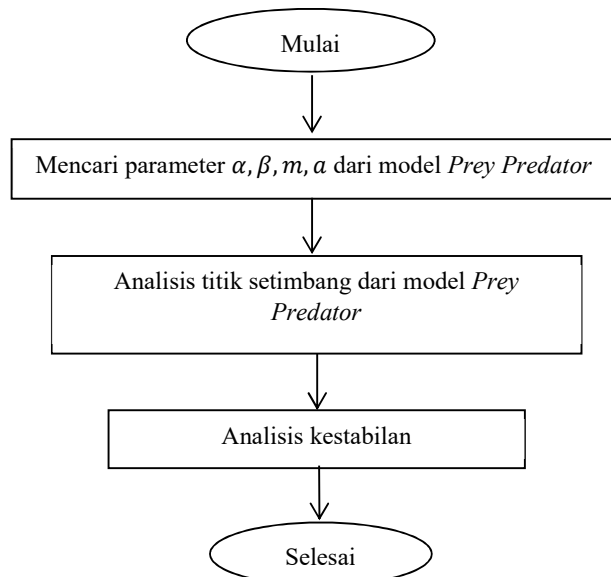 Mulai
Mencari parameter 𝛼, 𝛽, 𝑚, 𝑎 dari model Prey Predator
Analisis titik setimbang dari model Prey
Predator
Analisis kestabilan
Selesai